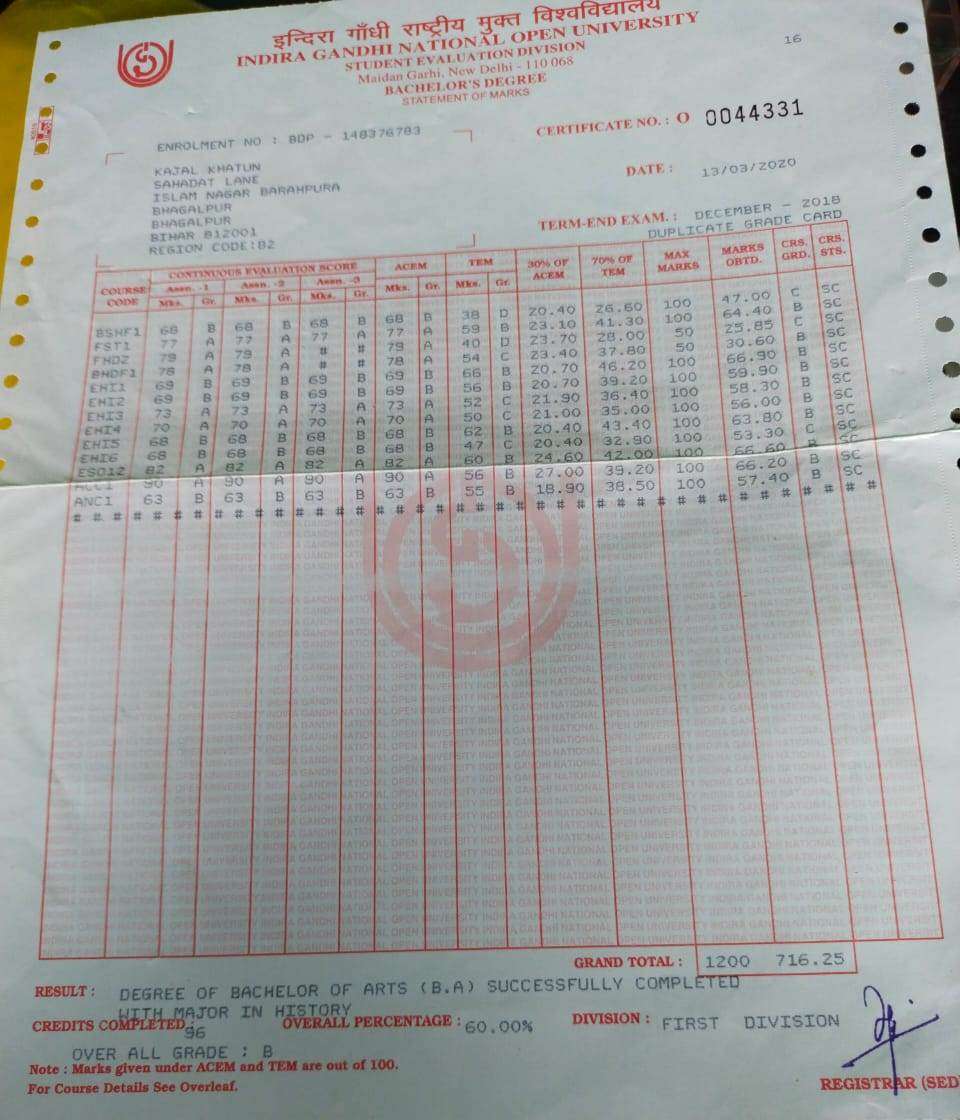 इन्दिरा गाँधी राष्ट्रीय मुक्त विश्वविद्यालय
INDIRA GANDHI NATIONAL OPEN UNIVERSITY
STUDENT EVALUATION DIVISION
Maidan Garhi, New Delhi - 110 068
BACHELOR'S DEGREE
STATEMENT OF MARKS
16
ENROLMENT NO : BDP - 148376783
CERTIFICATE NO. : O 0044331
KAJAL KHATUN
SAHADAT LANE
ISLAM NAGAR BARAHPURA
BHAGALPUR
BHAGALPUR
BIHAR 812001
REGION CODE:82
DATE : 13/03/2020
TERM-END EXAM. : DECEMBER - 2018
DUPLICATE GRADE CARD
COURSE CODE CONTINUOUS EVALUATION SCORE ACEM TEM 30% OF ACEM 70% OF TEM MAX MARKS MARKS OBTD. CRS. GRD. CRS. STS.
Assn. -1 Assn. -2 Assn. -3
Mks. Gr. Mks. Gr. Mks. Gr. Mks. Gr. Mks. Gr.
BSHF1 68 B 68 B 68 B 68 B 38 D 20.40 26.60 100 47.00 C SC
FST1 77 A 77 A 77 A 77 A 59 B 23.10 41.30 100 64.40 B SC
FHD2 79 A 79 A # # 79 A 40 D 23.70 28.00 50 25.85 C SC
BHDF1 78 A 78 A # # 78 A 54 C 23.40 37.80 50 30.60 B SC
EHI1 69 B 69 B 69 B 69 B 66 B 20.70 46.20 100 66.90 B SC
EHI2 69 B 69 B 69 B 69 B 56 B 20.70 39.20 100 59.90 B SC
EHI3 73 A 73 A 73 A 73 A 52 C 21.90 36.40 100 58.30 B SC
EHI4 70 A 70 A 70 A 70 A 50 C 21.00 35.00 100 56.00 B SC
EHI5 68 B 68 B 68 B 68 B 62 B 20.40 43.40 100 63.80 B SC
EHI6 68 B 68 B 68 B 68 B 47 C 20.40 32.90 100 53.30 C SC
ESO12 82 A 82 A 82 A 82 A 60 B 24.60 42.00 100 66.60 B SC
ACC1 90 A 90 A 90 A 90 A 56 B 27.00 39.20 100 66.20 B SC
ANC1 63 B 63 B 63 B 63 B 55 B 18.90 38.50 100 57.40 B SC
# # # # # # # # # # # # # # # # # # # # # # # # # # # # # # # # # # # # # # # #
GRAND TOTAL : 1200 716.25
RESULT : DEGREE OF BACHELOR OF ARTS (B.A) SUCCESSFULLY COMPLETED
WITH MAJOR IN HISTORY
CREDITS COMPLETED : 96 OVERALL PERCENTAGE : 60.00% DIVISION : FIRST DIVISION
OVER ALL GRADE : B
Note : Marks given under ACEM and TEM are out of 100.
For Course Details See Overleaf.
REGISTRAR (SED